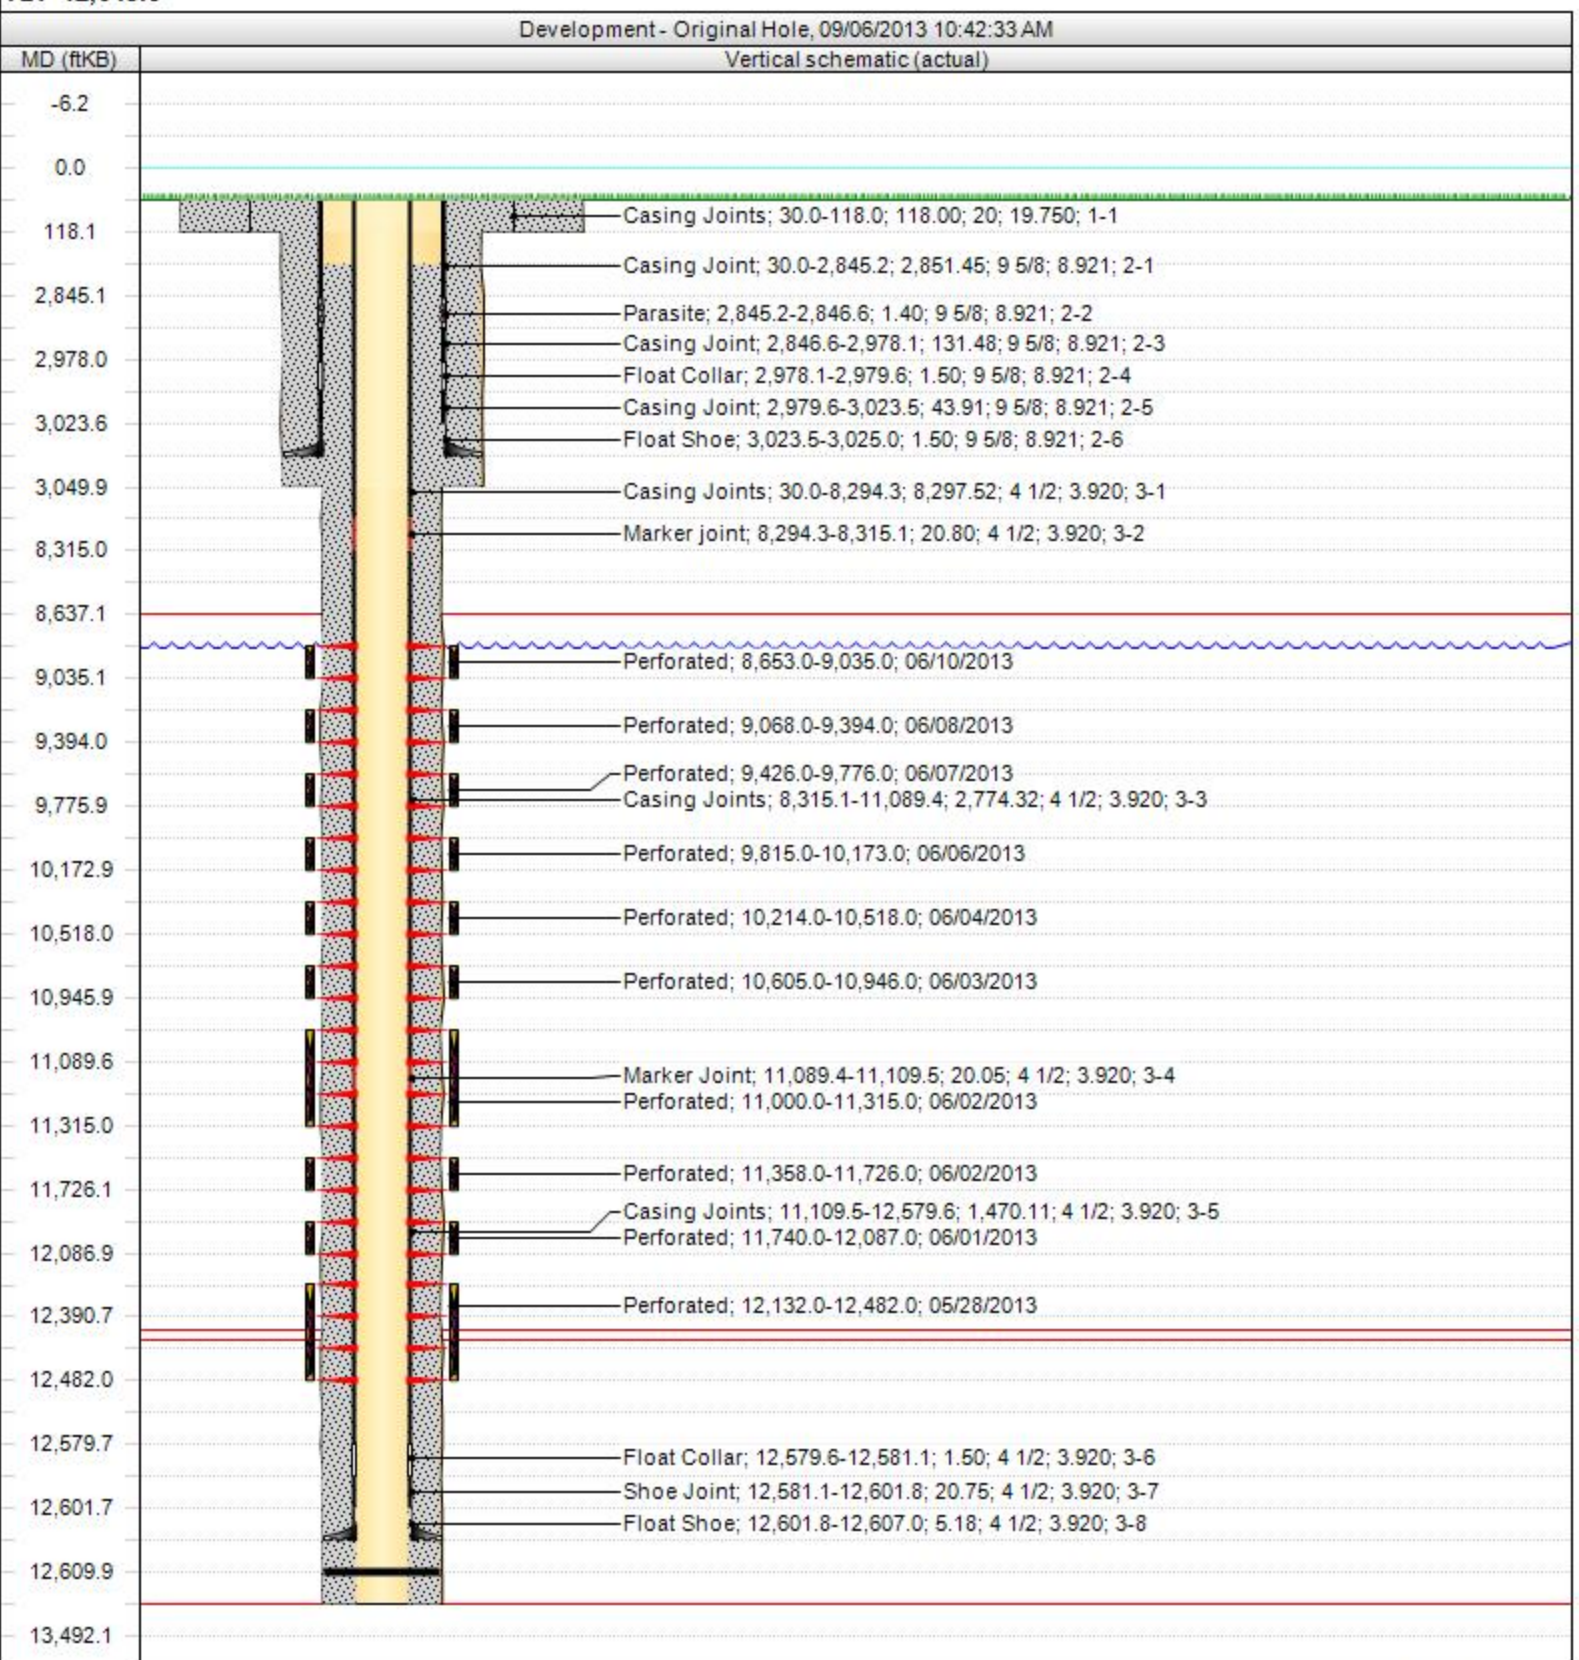 Development - Original Hole, 09/06/2013 10:42:33 AM
MD (ftKB)
Vertical schematic (actual)
-6.2
0.0
Casing Joints; 30.0-118.0; 118.00; 20; 19.750; 1-1
118.1
Casing Joint; 30.0-2,845.2; 2,851.45; 9 5/8; 8.921; 2-1
2,845.1
Parasite; 2,845.2-2,846.6; 1.40; 9 5/8; 8.921; 2-2
Casing Joint; 2,846.6-2,978.1; 131.48; 9 5/8; 8.921; 2-3
2,978.0
Float Collar; 2,978.1-2,979.6; 1.50; 9 5/8; 8.921; 2-4
Casing Joint; 2,979.6-3,023.5; 43.91; 9 5/8; 8.921; 2-5
3,023.6
Float Shoe; 3,023.5-3,025.0; 1.50; 9 5/8; 8.921; 2-6
3,049.9
Casing Joints; 30.0-8,294.3; 8,297.52; 4 1/2; 3.920; 3-1
Marker joint; 8,294.3-8,315.1; 20.80; 4 1/2; 3.920; 3-2
8,315.0
8,637.1
Perforated; 8,653.0-9,035.0; 06/10/2013
9,035.1
Perforated; 9,068.0-9,394.0; 06/08/2013
9,394.0
Perforated; 9,426.0-9,776.0; 06/07/2013
Casing Joints; 8,315.1-11,089.4; 2,774.32; 4 1/2; 3.920; 3-3
9,775.9
Perforated; 9,815.0-10,173.0; 06/06/2013
10,172.9
Perforated; 10,214.0-10,518.0; 06/04/2013
10,518.0
Perforated; 10,605.0-10,946.0; 06/03/2013
10,945.9
11,089.6
Marker Joint; 11,089.4-11,109.5; 20.05; 4 1/2; 3.920; 3-4
Perforated; 11,000.0-11,315.0; 06/02/2013
11,315.0
Perforated; 11,358.0-11,726.0; 06/02/2013
11,726.1
Casing Joints; 11,109.5-12,579.6; 1,470.11; 4 1/2; 3.920; 3-5
Perforated; 11,740.0-12,087.0; 06/01/2013
12,086.9
Perforated; 12,132.0-12,482.0; 05/28/2013
12,390.7
12,482.0
12,579.7
Float Collar; 12,579.6-12,581.1; 1.50; 4 1/2; 3.920; 3-6
Shoe Joint; 12,581.1-12,601.8; 20.75; 4 1/2; 3.920; 3-7
12,601.7
Float Shoe; 12,601.8-12,607.0; 5.18; 4 1/2; 3.920; 3-8
12,609.9
13,492.1